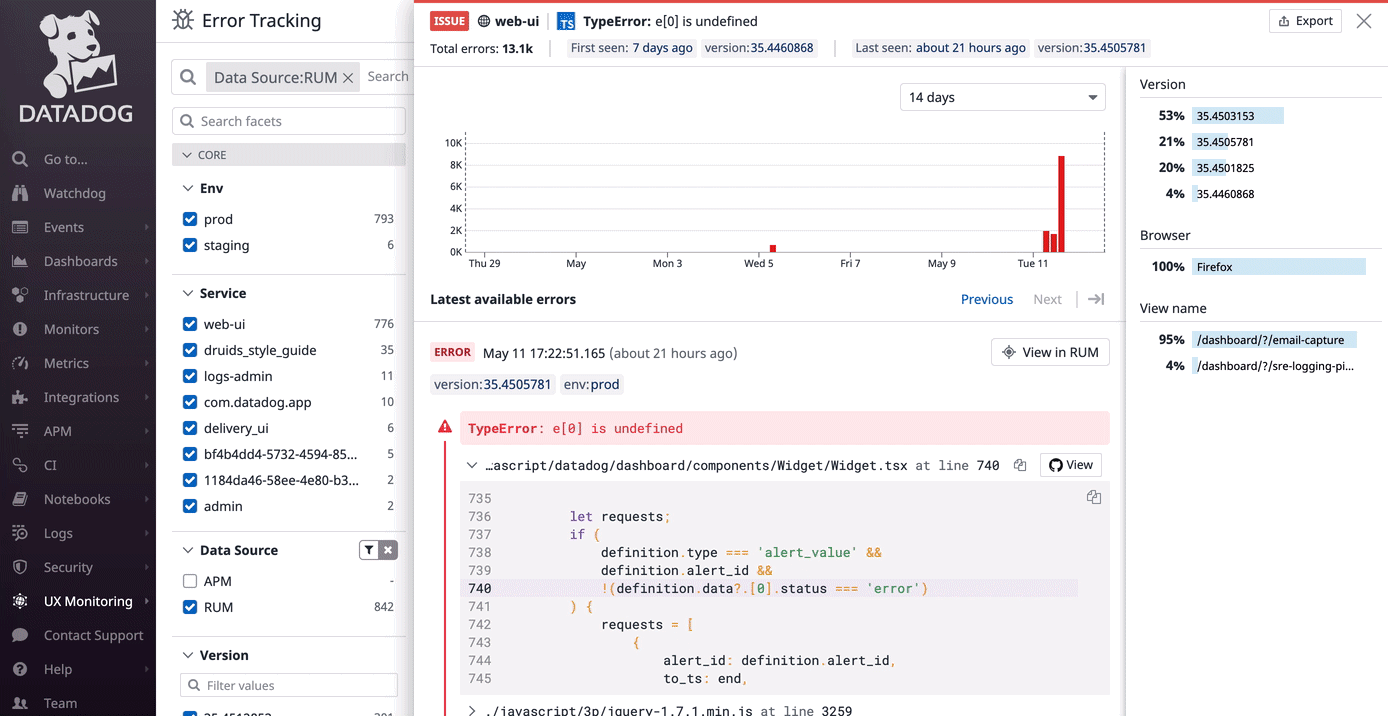 DATADOG
Go to...
Watchdog
Events
Dashboards
Infrastructure
Monitors
Metrics
Integrations
APM
CI
Notebooks
Logs
Security
UX Monitoring
Contact Support
Help
Team
Error Tracking
Data Source:RUM
Search
Search facets
CORE
Env
prod 793
staging 6
Service
web-ui 776
druids_style_guide 35
logs-admin 11
com.datadog.app 10
delivery_ui 6
bf4b4dd4-5732-4594-85... 5
1184da46-58ee-4e80-b3... 2
admin 2
Data Source
APM -
RUM 842
Version
Filter values
ISSUE web-ui TS TypeError: e[0] is undefined
Export
Total errors: 13.1k First seen: 7 days ago version:35.4460868 Last seen: about 21 hours ago version:35.4505781
14 days
10K
8K
6K
4K
2K
0K
Thu 29 May Mon 3 Wed 5 Fri 7 May 9 Tue 11
Latest available errors
Previous Next
ERROR May 11 17:22:51.165 (about 21 hours ago)
View in RUM
version:35.4505781 env:prod
TypeError: e[0] is undefined
…ascript/datadog/dashboard/components/Widget/Widget.tsx at line 740
View
735
736 let requests;
737 if (
738 definition.type === 'alert_value' &&
739 definition.alert_id &&
740 !(definition.data?.[0].status === 'error')
741 ) {
742 requests = [
743 {
744 alert_id: definition.alert_id,
745 to_ts: end,
./javascript/3p/jquery-1.7.1.min.js at line 3259
Version
53% 35.4503153
21% 35.4505781
20% 35.4501825
4% 35.4460868
Browser
100% Firefox
View name
95% /dashboard/?/email-capture
4% /dashboard/?/sre-logging-pi...